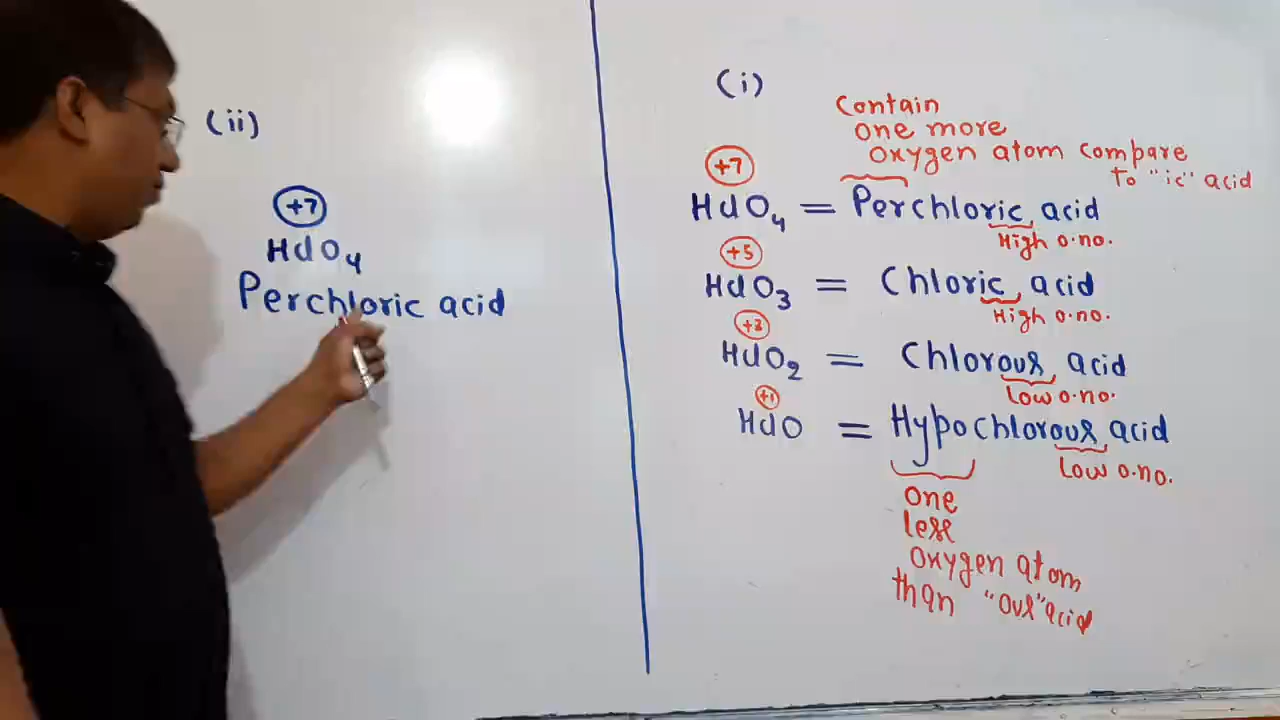 (ii)
+7
HClO4
Perchloric acid
(i)
Contain
one more
oxygen atom compare
to "ic" acid
+7
HClO4 = Perchloric acid
High o.no.
+5
HClO3 = Chloric acid
High o.no.
+3
HClO2 = Chlorous acid
Low o.no.
+1
HClO = Hypochlorous acid
Low o.no.
one
less
oxygen atom
than "ous" acid